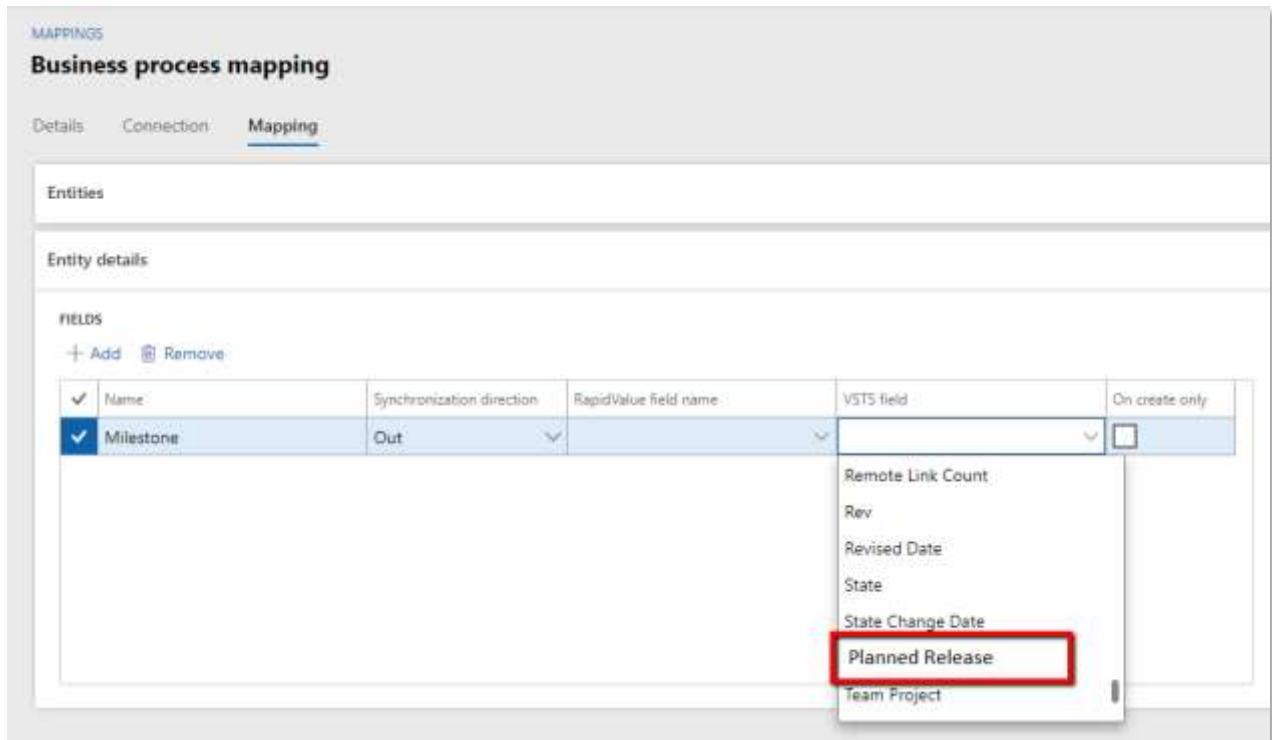 MAPPINGS
Business process mapping
Details Connection Mapping
Entities
Entity details
FIELDS
+ Add Remove
Name Synchronization direction RapidValue field name VSTS field On create only
Milestone Out
Remote Link Count
Rev
Revised Date
State
State Change Date
Planned Release
Team Project